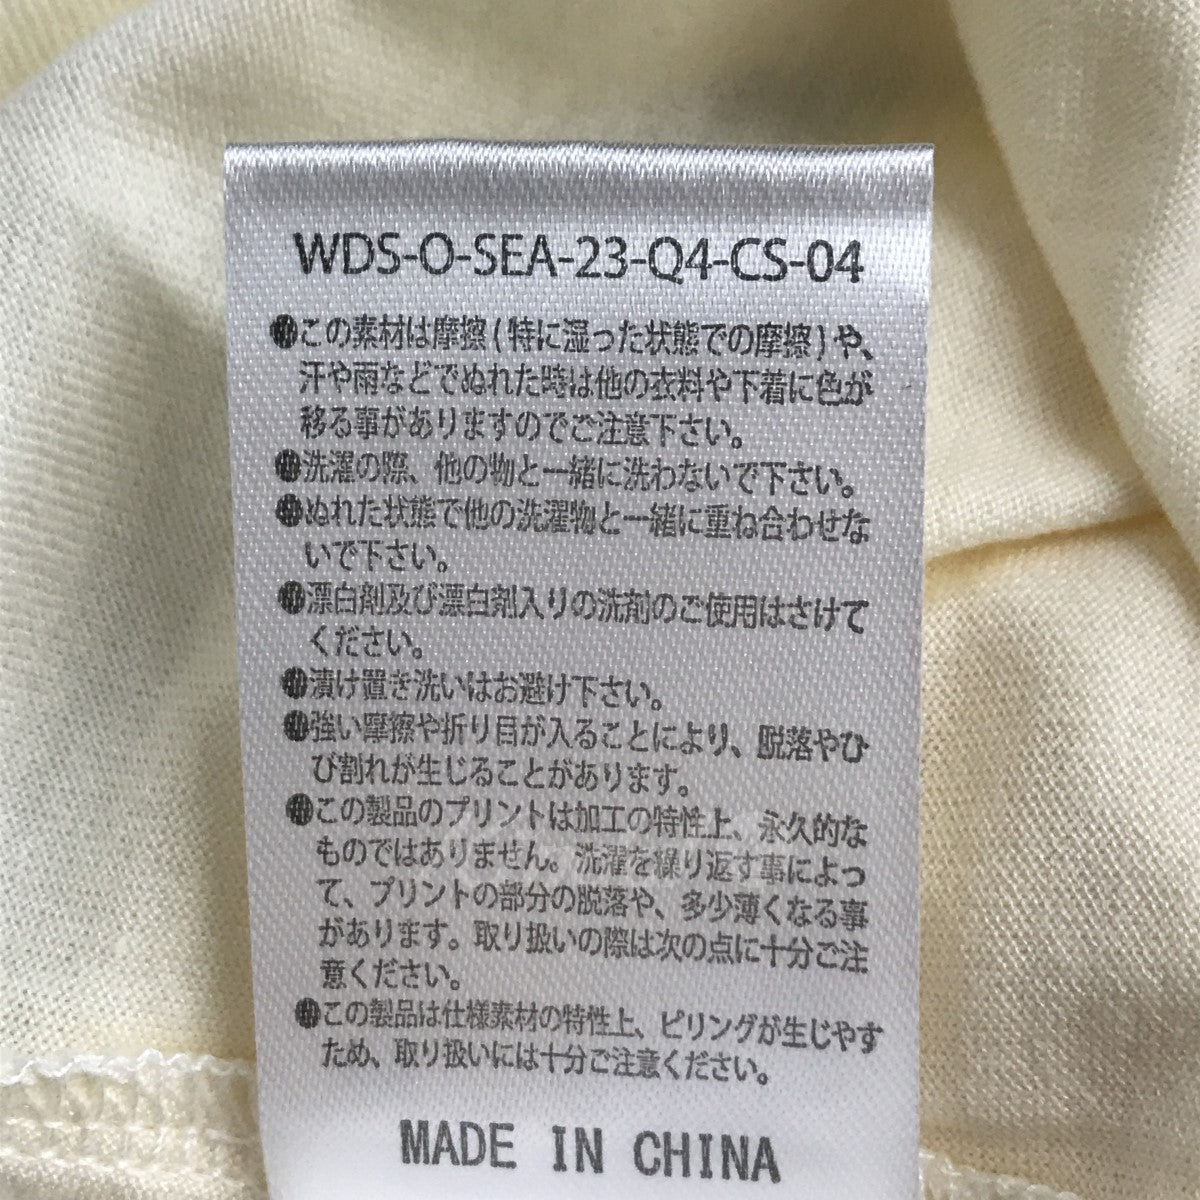 WDS-O-SEA-23-Q4-CS-04
●この素材は摩擦(特に湿った状態での摩擦)や、
汗や雨などでぬれた時は他の衣料や下着に色が
移る事がありますのでご注意下さい。
●洗濯の際、他の物と一緒に洗わないで下さい。
●ぬれた状態で他の洗濯物と一緒に重ね合わせな
いで下さい。
●漂白剤及び漂白剤入りの洗剤のご使用はさけて
ください。
●漬け置き洗いはお避け下さい。
●強い摩擦や折り目が入ることにより、脱落やひ
び割れが生じることがあります。
●この製品のプリントは加工の特性上、永久的な
ものではありません。洗濯を繰り返す事によっ
て、プリントの部分の脱落や、多少薄くなる事
があります。取り扱いの際は次の点に十分ご注
意ください。
●この製品は仕様素材の特性上、ピリングが生じやす
ため、取り扱いには十分ご注意ください。
MADE IN CHINA